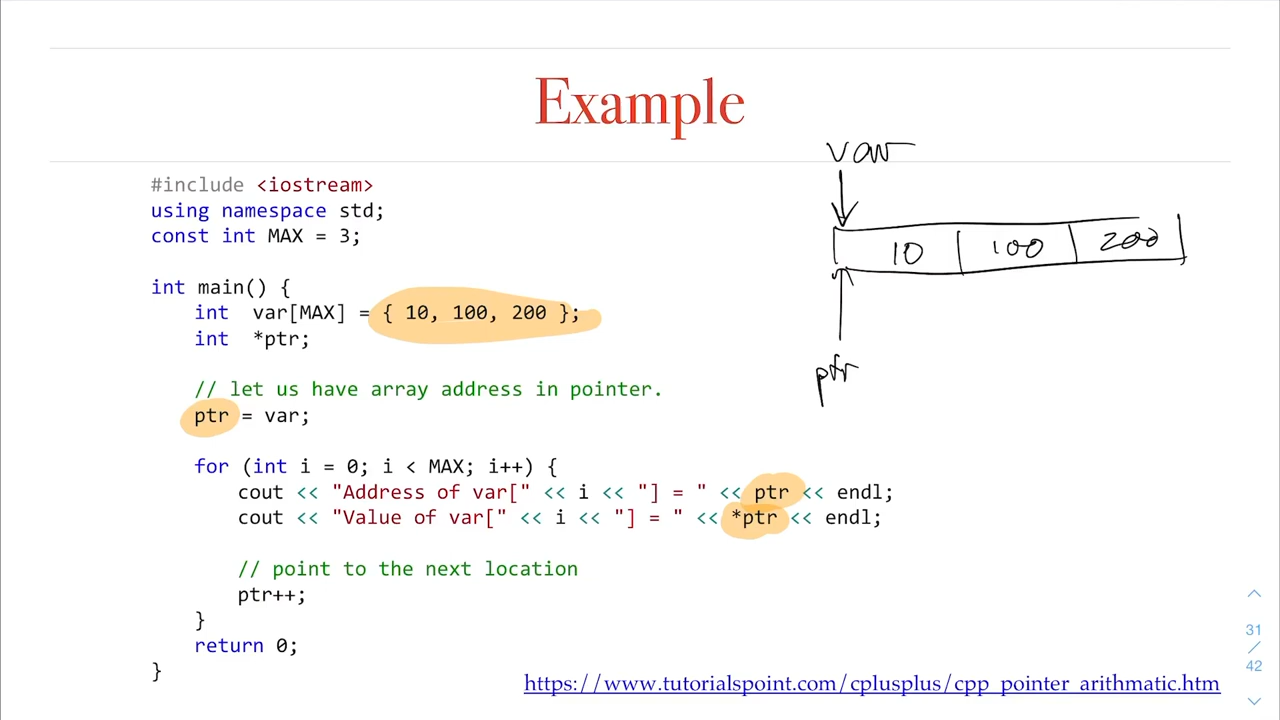 Example
#include <iostream>
using namespace std;
const int MAX = 3;
int main() {
int  var[MAX] = { 10, 100, 200 };
int  *ptr;
// let us have array address in pointer.
ptr = var;
for (int i = 0; i < MAX; i++) {
cout << "Address of var[" << i << "] = " << ptr << endl;
cout << "Value of var[" << i << "] = " << *ptr << endl;
// point to the next location
ptr++;
}
return 0;
}
var
10 100 200
ptr
https://www.tutorialspoint.com/cplusplus/cpp_pointer_arithmatic.htm
31
/
42